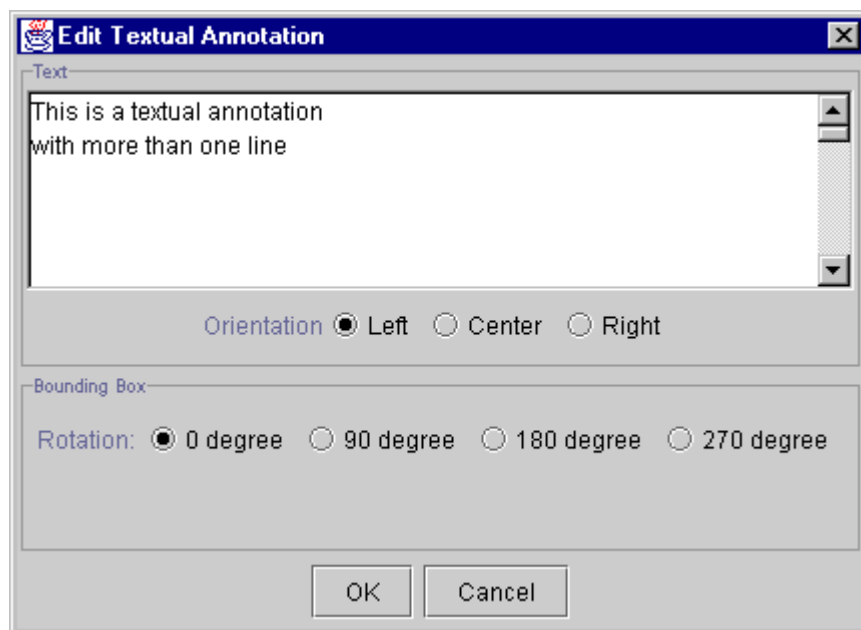 Edit Textual Annotation
Text
This is a textual annotation
with more than one line
Orientation Left Center Right
Bounding Box
Rotation: 0 degree 90 degree 180 degree 270 degree
OK Cancel